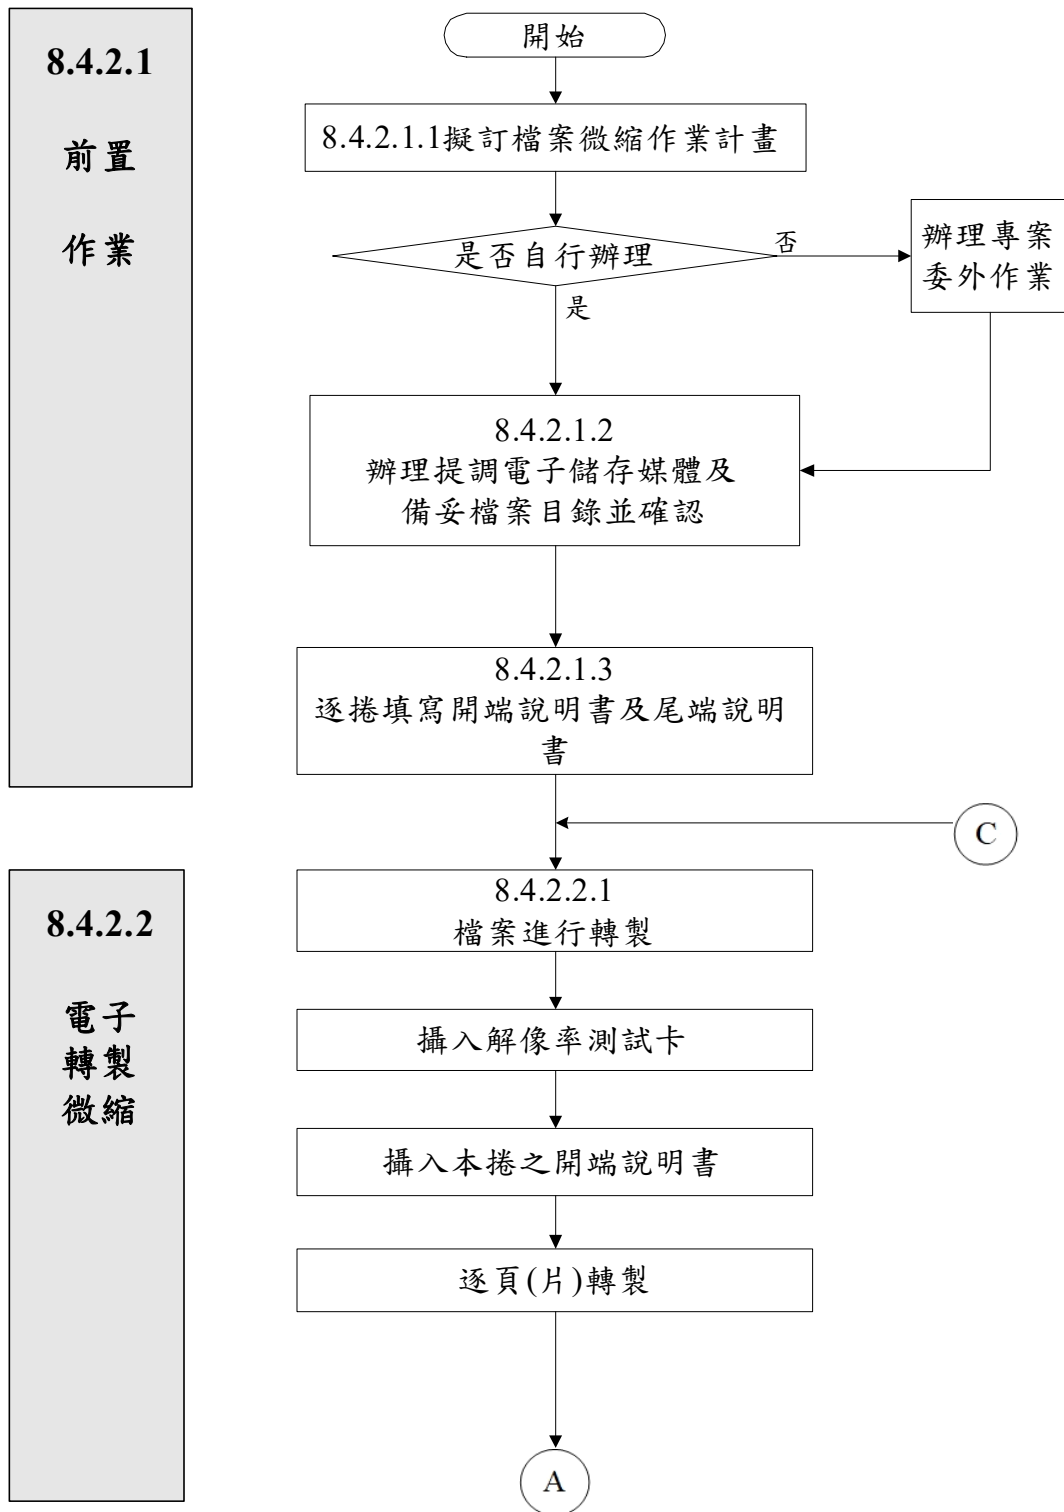 8.4.2.1
前置
作業
開始
8.4.2.1.1擬訂檔案微縮作業計畫
是否自行辦理
否
辦理專案
委外作業
是
8.4.2.1.2
辦理提調電子儲存媒體及
備妥檔案目錄並確認
8.4.2.1.3
逐捲填寫開端說明書及尾端說明
書
C
8.4.2.2
電子
轉製
微縮
8.4.2.2.1
檔案進行轉製
攝入解像率測試卡
攝入本捲之開端說明書
逐頁(片)轉製
A